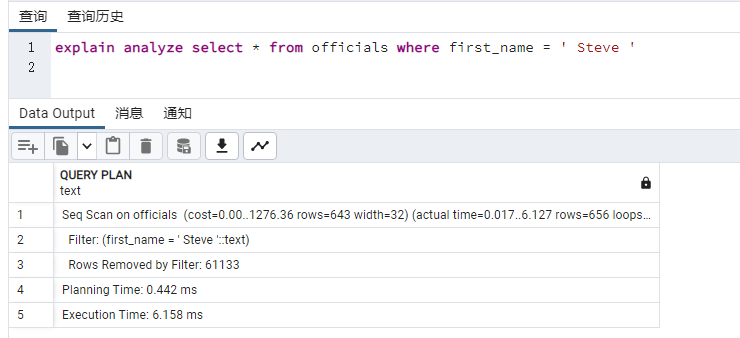 查询 查询历史
1 explain analyze select * from officials where first_name = ' Steve '
2
Data Output 消息 通知
QUERY PLAN
text
1 Seq Scan on officials (cost=0.00..1276.36 rows=643 width=32) (actual time=0.017..6.127 rows=656 loops...
2 Filter: (first_name = ' Steve '::text)
3 Rows Removed by Filter: 61133
4 Planning Time: 0.442 ms
5 Execution Time: 6.158 ms